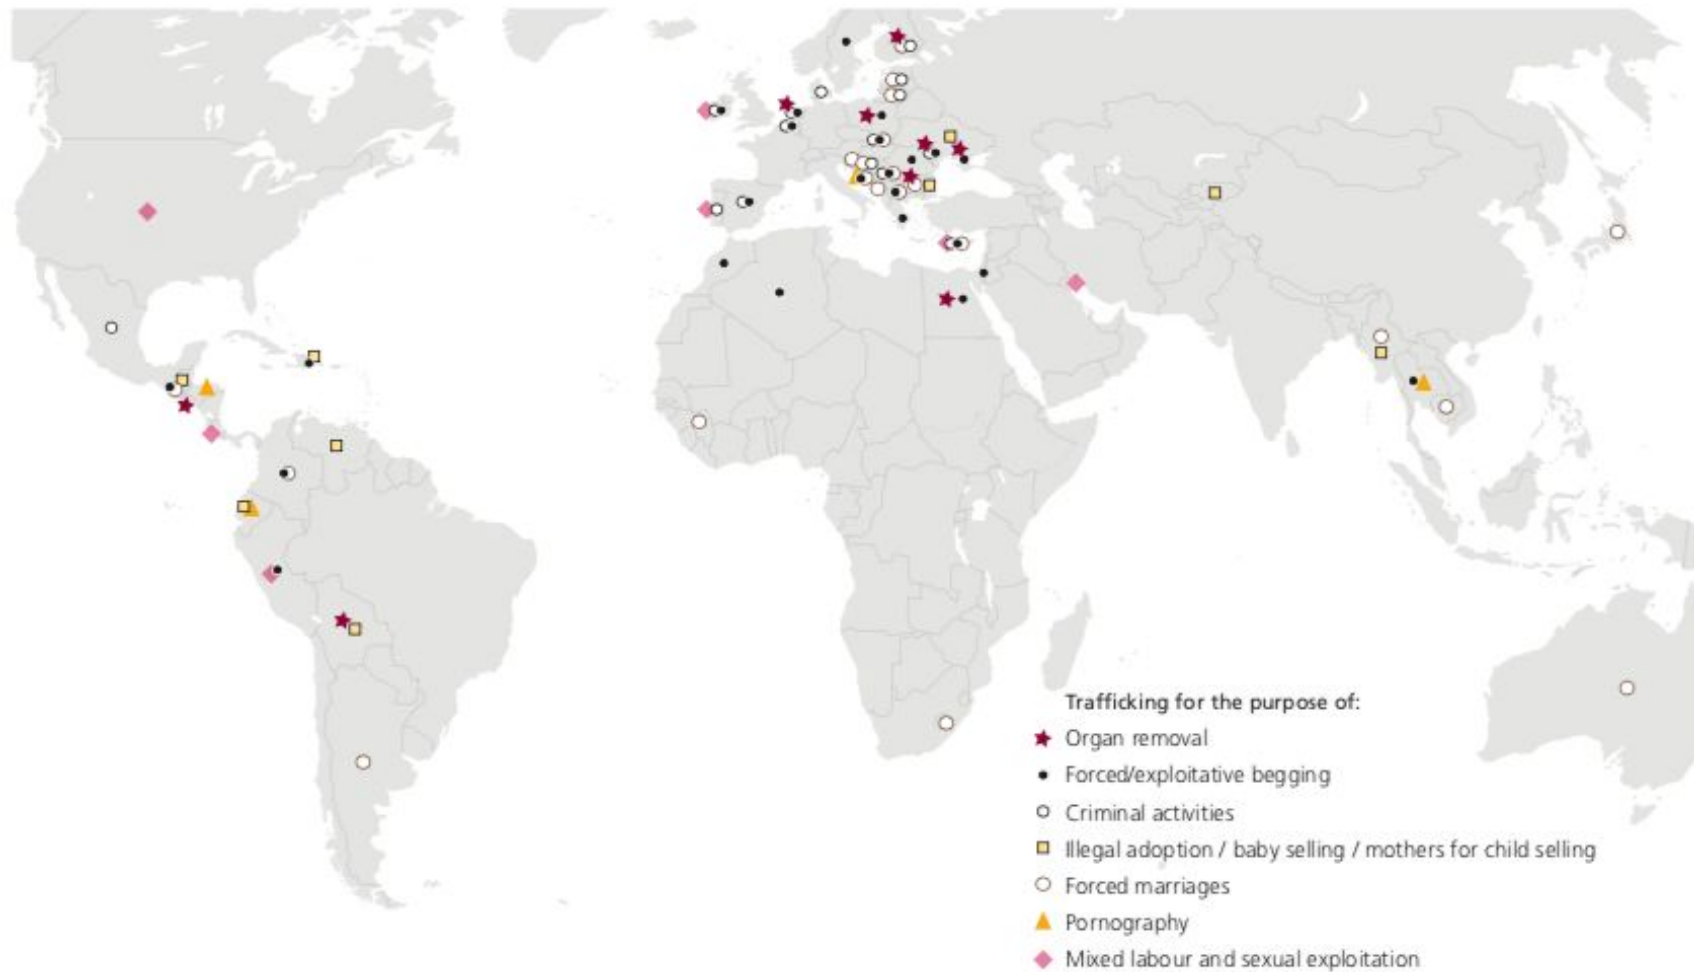 Trafficking for the purpose of:
Organ removal
Forced/exploitative begging
Criminal activities
Illegal adoption / baby selling / mothers for child selling
Forced marriages
Pornography
Mixed labour and sexual exploitation